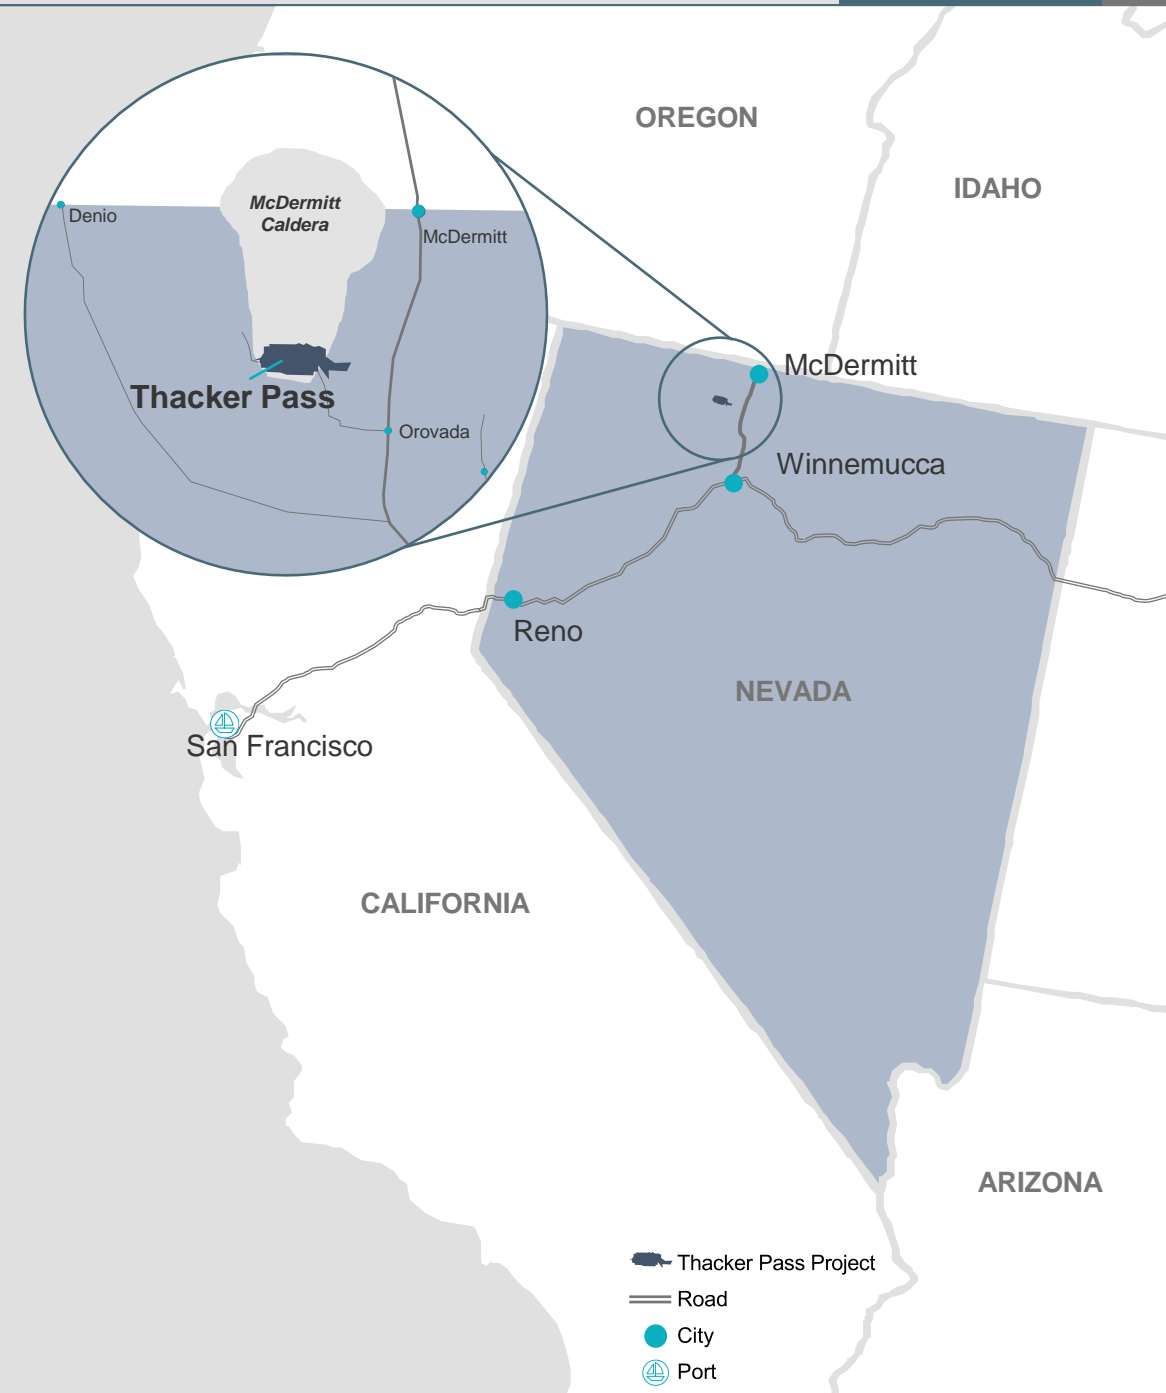 OREGON
IDAHO
McDermitt
Caldera
Denio
McDermitt
Thacker Pass
Orovada
McDermitt
Winnemucca
Reno
NEVADA
San Francisco
CALIFORNIA
ARIZONA
Thacker Pass Project
Road
City
Port